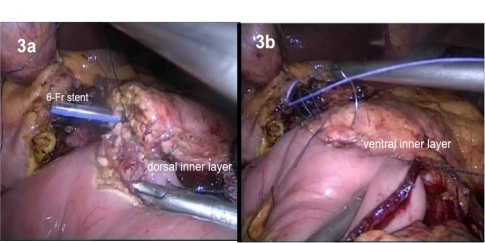 3a
6-Fr stent
dorsal inner layer
3b
ventral inner layer